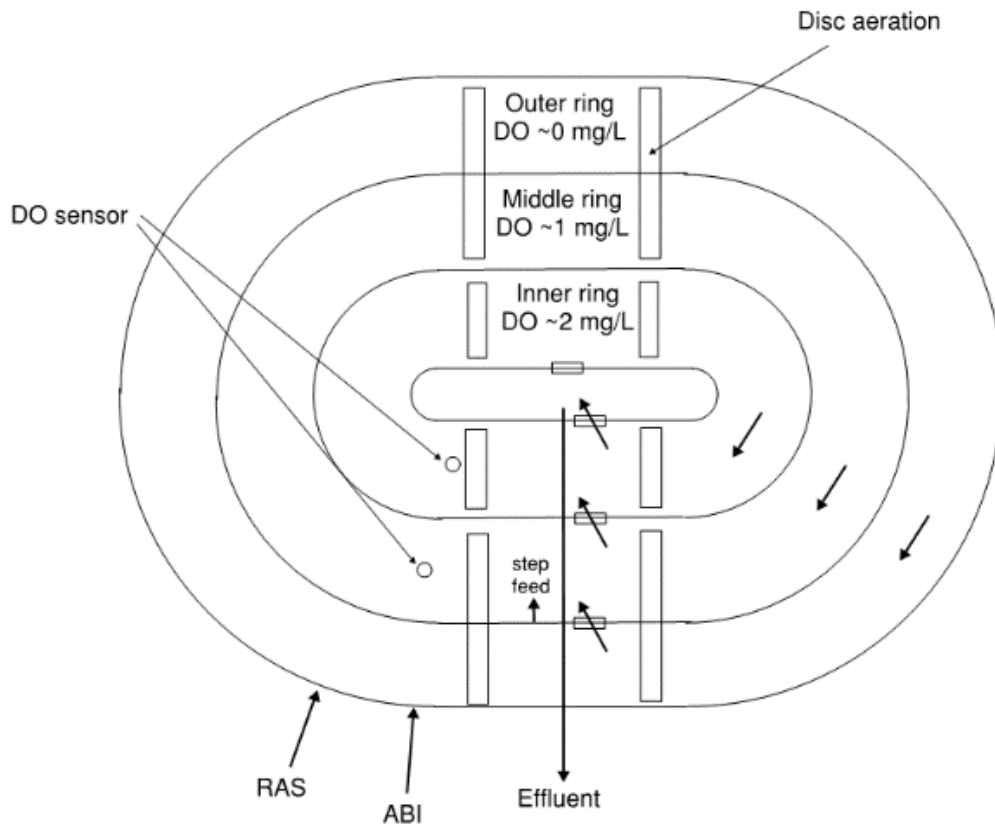 Disc aeration
Outer ring
DO ~0 mg/L
Middle ring
DO ~1 mg/L
DO sensor
Inner ring
DO ~2 mg/L
step
feed
RAS
ABI
Effluent